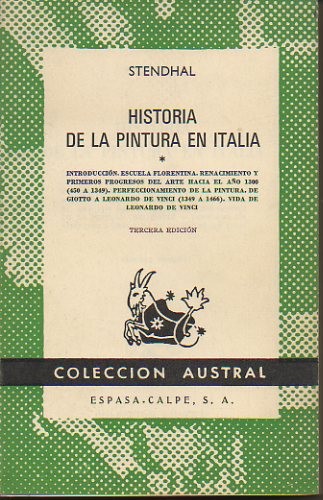 STENDHAL
HISTORIA
DE LA PINTURA EN ITALIA
*
INTRODUCCIÓN. ESCUELA FLORENTINA. RENACIMIENTO Y
PRIMEROS PROGRESOS DEL ARTE HACIA EL AÑO 1300
(450 A 1349). PERFECCIONAMIENTO DE LA PINTURA, DE
GIOTTO A LEONARDO DE VINCI (1349 A 1466). VIDA DE
LEONARDO DE VINCI
TERCERA EDICIÓN
COLECCION AUSTRAL
ESPASA-CALPE, S. A.